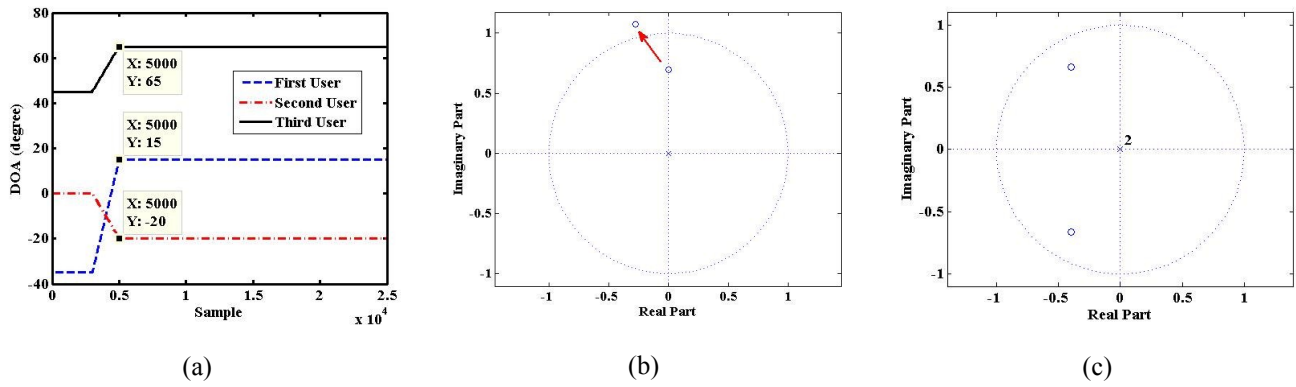 80
60
40
20
0
-20
-40
DOA (degree)
X: 5000
Y: 65
X: 5000
Y: 15
X: 5000
Y: -20
First User
Second User
Third User
0
0.5
1
1.5
2
2.5
Sample
x 10^4
(a)
1
0.5
0
-0.5
-1
Imaginary Part
-1
-0.5
0
0.5
1
Real Part
(b)
1
0.5
0
-0.5
-1
Imaginary Part
2
-1
-0.5
0
0.5
1
Real Part
(c)